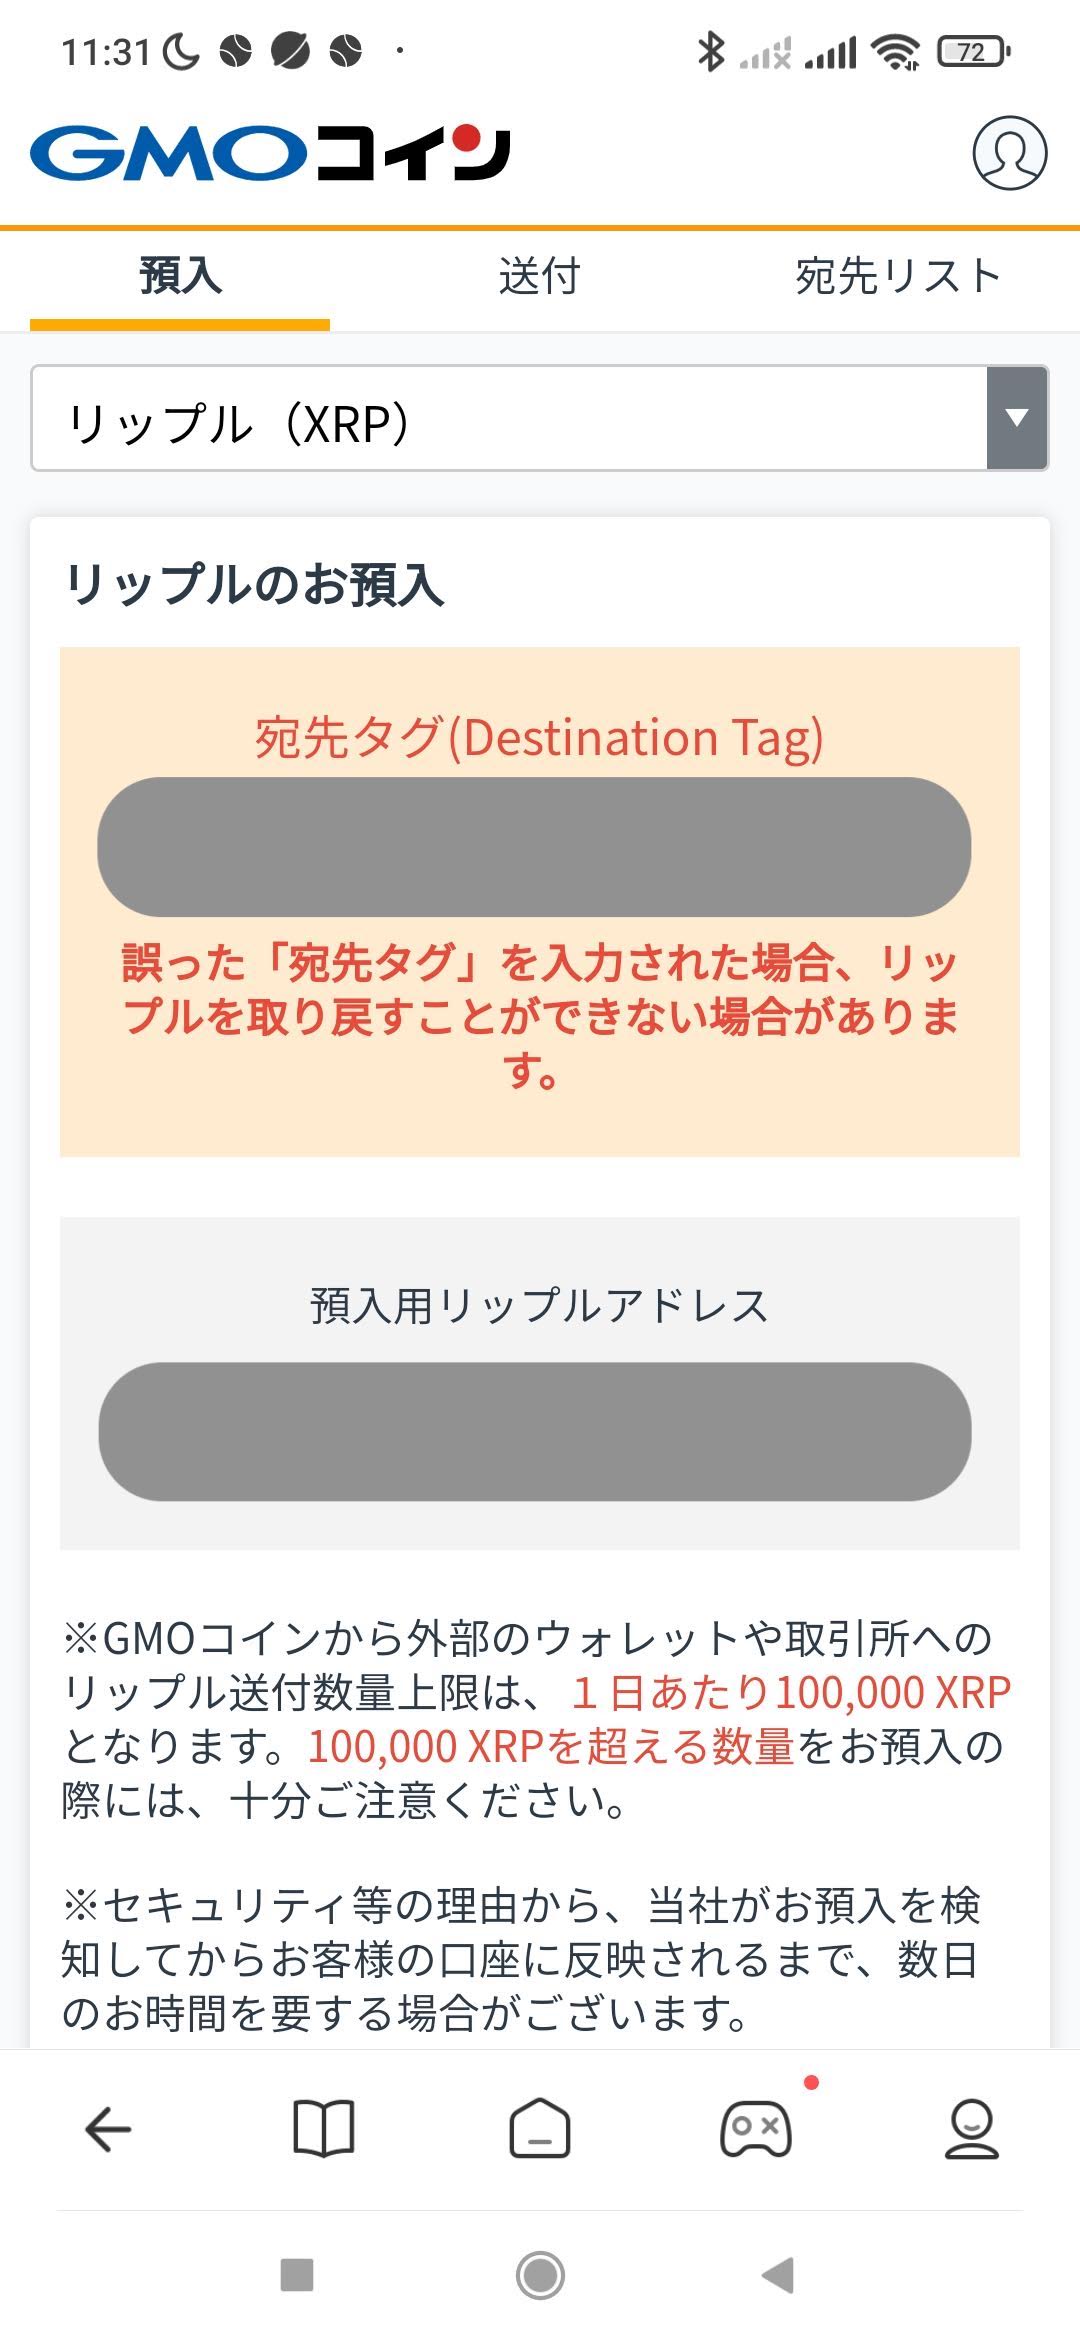 11:31
72
GMOコイン
預入 送付 宛先リスト
リップル（XRP）
リップルのお預入
宛先タグ(Destination Tag)
誤った「宛先タグ」を入力された場合、リッ
プルを取り戻すことができない場合がありま
す。
預入用リップルアドレス
※GMOコインから外部のウォレットや取引所への
リップル送付数量上限は、１日あたり100,000 XRP
となります。100,000 XRPを超える数量をお預入の
際には、十分ご注意ください。
※セキュリティ等の理由から、当社がお預入を検
知してからお客様の口座に反映されるまで、数日
のお時間を要する場合がございます。